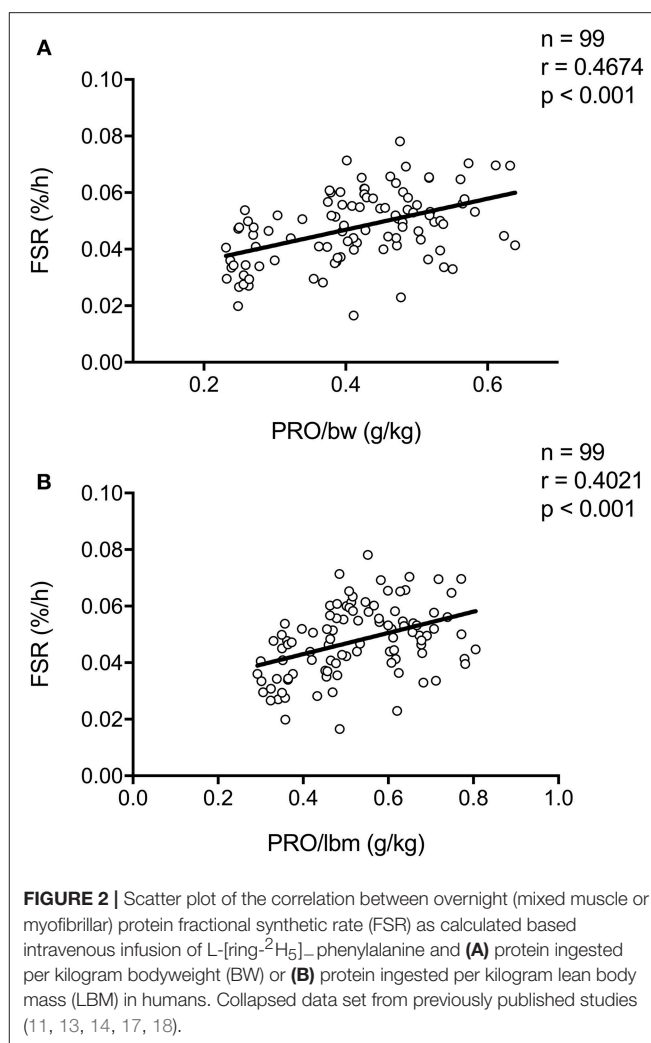 A
n = 99
r = 0.4674
p < 0.001
0.10
0.08
0.06
0.04
0.02
0.00
FSR (%/h)
0.2 0.4 0.6
PRO/bw (g/kg)
B
n = 99
r = 0.4021
p < 0.001
0.10
0.08
0.06
0.04
0.02
0.00
FSR (%/h)
0.0 0.2 0.4 0.6 0.8 1.0
PRO/lbm (g/kg)
FIGURE 2 | Scatter plot of the correlation between overnight (mixed muscle or
myofibrillar) protein fractional synthetic rate (FSR) as calculated based
intravenous infusion of L-[ring-²H₅]_phenylalanine and (A) protein ingested
per kilogram bodyweight (BW) or (B) protein ingested per kilogram lean body
mass (LBM) in humans. Collapsed data set from previously published studies
(11, 13, 14, 17, 18).